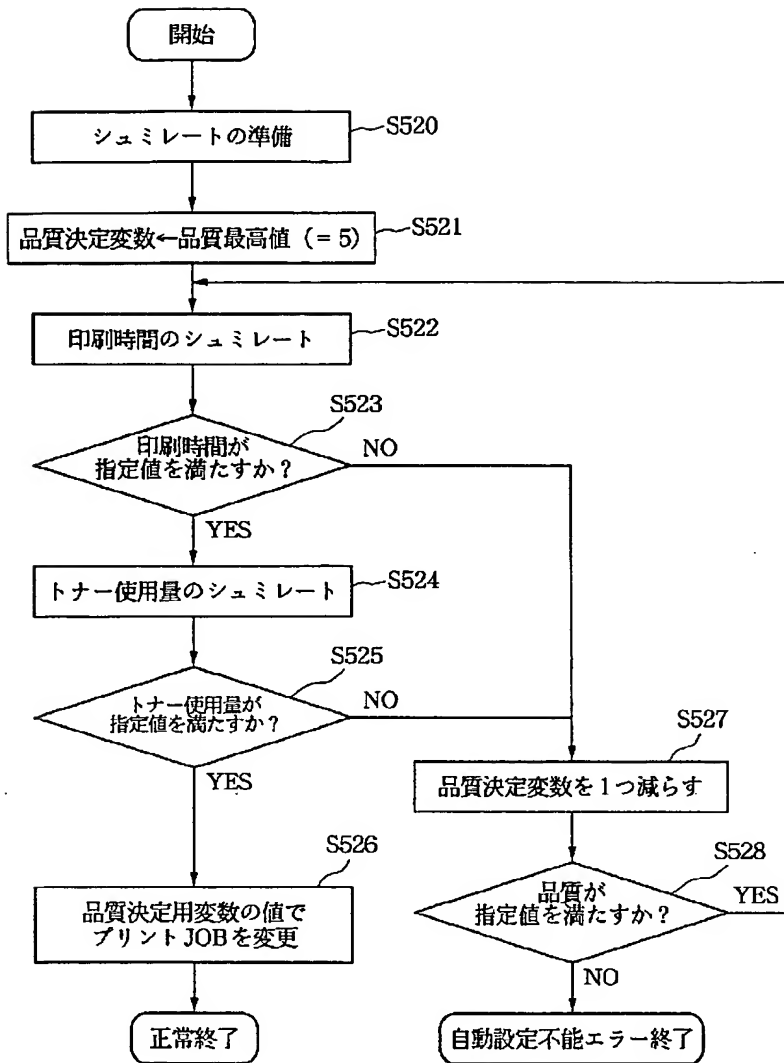 開始
シュミレートの準備
S520
品質決定変数←品質最高値（＝5）
S521
印刷時間のシュミレート
S522
S523
印刷時間が
指定値を満たすか？
NO
YES
トナー使用量のシュミレート
S524
S525
トナー使用量が
指定値を満たすか？
NO
YES
S527
品質決定変数を1つ減らす
S526
品質決定用変数の値で
プリントJOBを変更
S528
品質が
指定値を満たすか？
YES
NO
正常終了
自動設定不能エラー終了